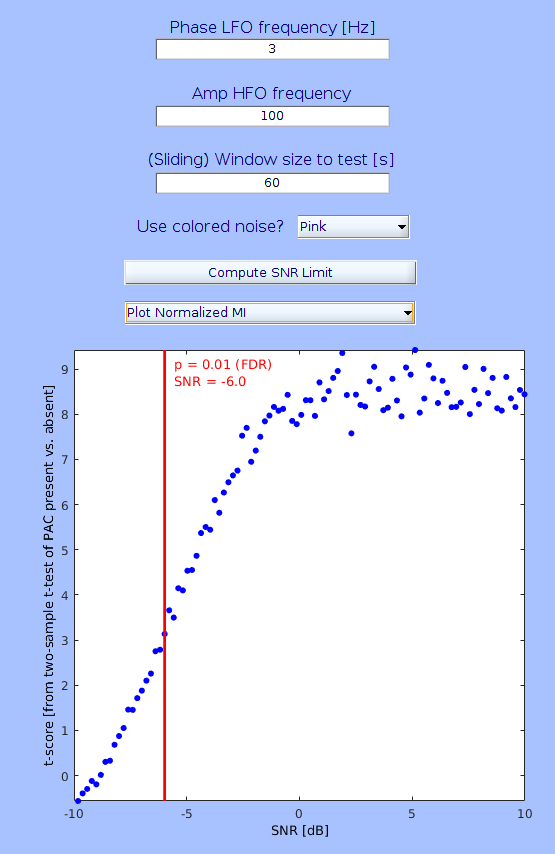 Phase LFO frequency [Hz]
3
Amp HFO frequency
100
(Sliding) Window size to test [s]
60
Use colored noise? Pink
Compute SNR Limit
Plot Normalized MI
p = 0.01 (FDR)
SNR = -6.0
t-score [from two-sample t-test of PAC present vs. absent]
9
8
7
6
5
4
3
2
1
0
-10 -5 0 5 10
SNR [dB]